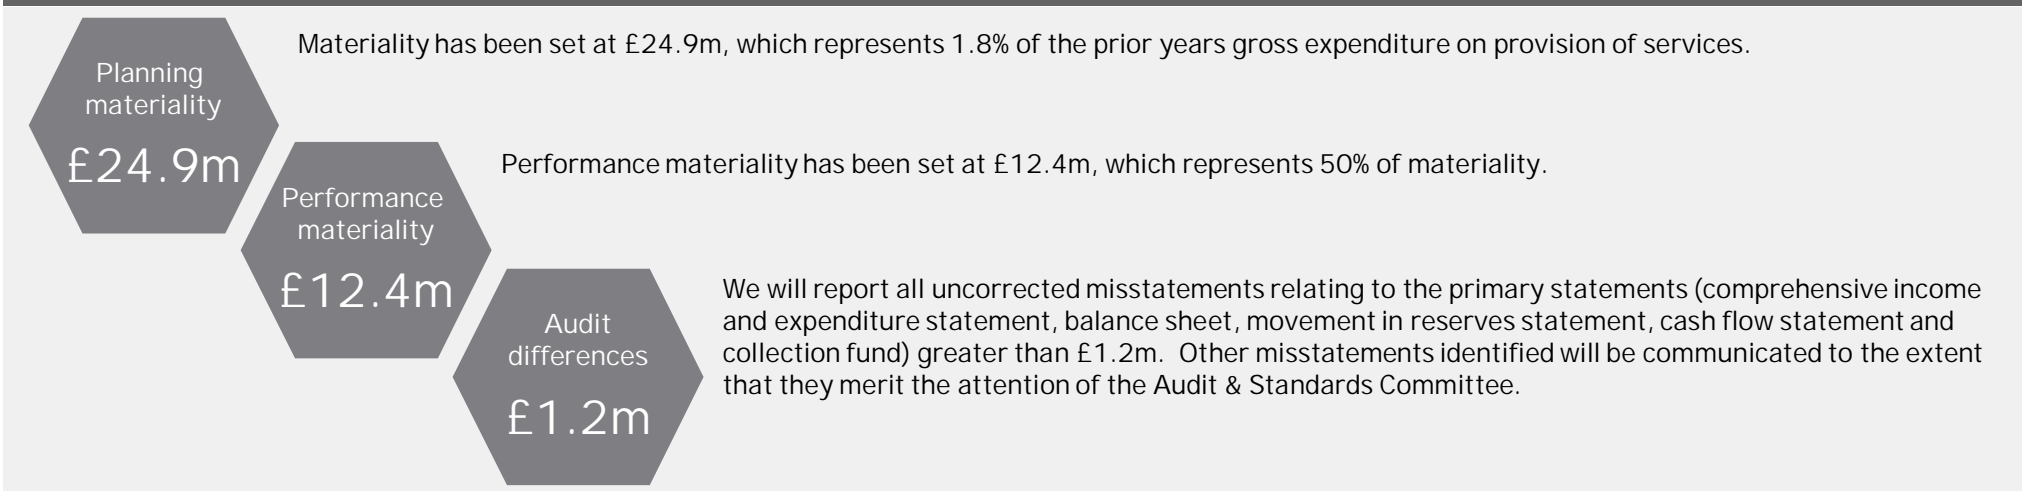 Planning
materiality
£24.9m
Materiality has been set at £24.9m, which represents 1.8% of the prior years gross expenditure on provision of services.
Performance
materiality
£12.4m
Performance materiality has been set at £12.4m, which represents 50% of materiality.
Audit
differences
£1.2m
We will report all uncorrected misstatements relating to the primary statements (comprehensive income
and expenditure statement, balance sheet, movement in reserves statement, cash flow statement and
collection fund) greater than £1.2m.  Other misstatements identified will be communicated to the extent
that they merit the attention of the Audit & Standards Committee.